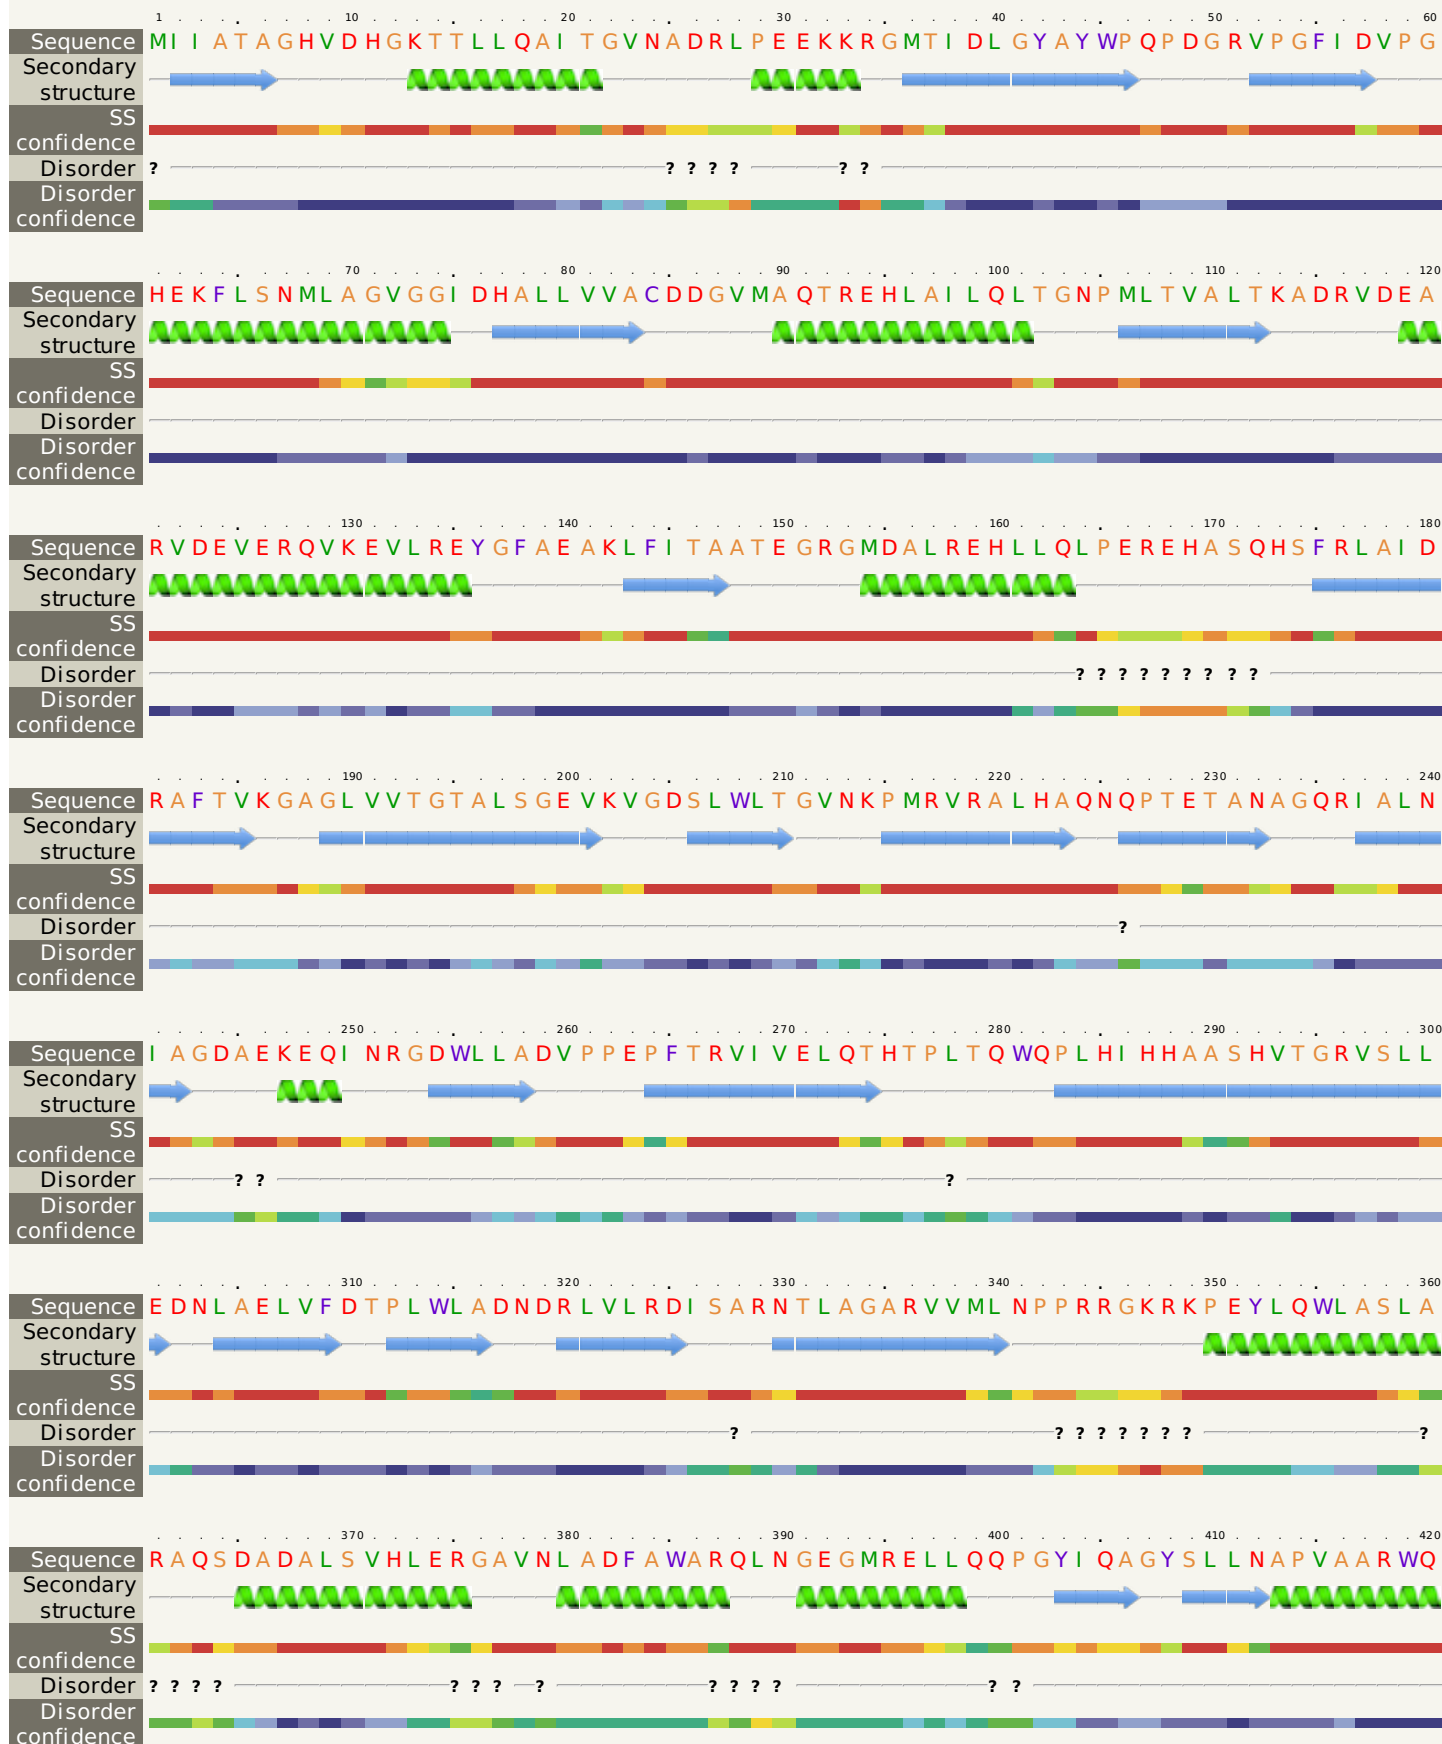 1 10 20 30 40 50 60
Sequence MIIATAGHVDHGKTTLLQAITGVNADRLPEEKKRGMTIDLGYAYWPQPDGRVPGFIDVPG
Secondary
structure
SS
confidence
Disorder ? ? ? ? ? ? ?
Disorder
confidence
70 80 90 100 110 120
Sequence HEKFLSNMLAGVGGIDHALLVVACDDGVMAQTREHLAILQLTGNPMLTVALTKADRVDEA
Secondary
structure
SS
confidence
Disorder
Disorder
confidence
130 140 150 160 170 180
Sequence RVDEVERQVKEVLREYGFAEAKLFITAATEGRGMDALREHLLQLPEREHASQHSFRLAID
Secondary
structure
SS
confidence
Disorder ? ? ? ? ? ? ? ? ?
Disorder
confidence
190 200 210 220 230 240
Sequence RAFTVKGAGLVVTGTALSGEVKVGDSLWLTGVNKPMRVRALHAQNQPTETANAGQRIALN
Secondary
structure
SS
confidence
Disorder ?
Disorder
confidence
250 260 270 280 290 300
Sequence IAGDAEKEQINRGDWLLADVPPEPFTRVIVELQTHTPLTQWQPLHIHHAASHVTGRVSLL
Secondary
structure
SS
confidence
Disorder ? ? ?
Disorder
confidence
310 320 330 340 350 360
Sequence EDNLAELVFDTPLWLADNDRLVLRDISARNTLAGARVVMLNPPRRGKRKPEYLQWLASLA
Secondary
structure
SS
confidence
Disorder ? ? ? ? ? ? ? ? ?
Disorder
confidence
370 380 390 400 410 420
Sequence RAQSDADALSVHLERGAVNLADFAWARQLNGEGMRELLQQPGYIQAGYSLLNAPVAARWQ
Secondary
structure
SS
confidence
Disorder ? ? ? ? ? ? ? ? ? ? ? ? ? ?
Disorder
confidence